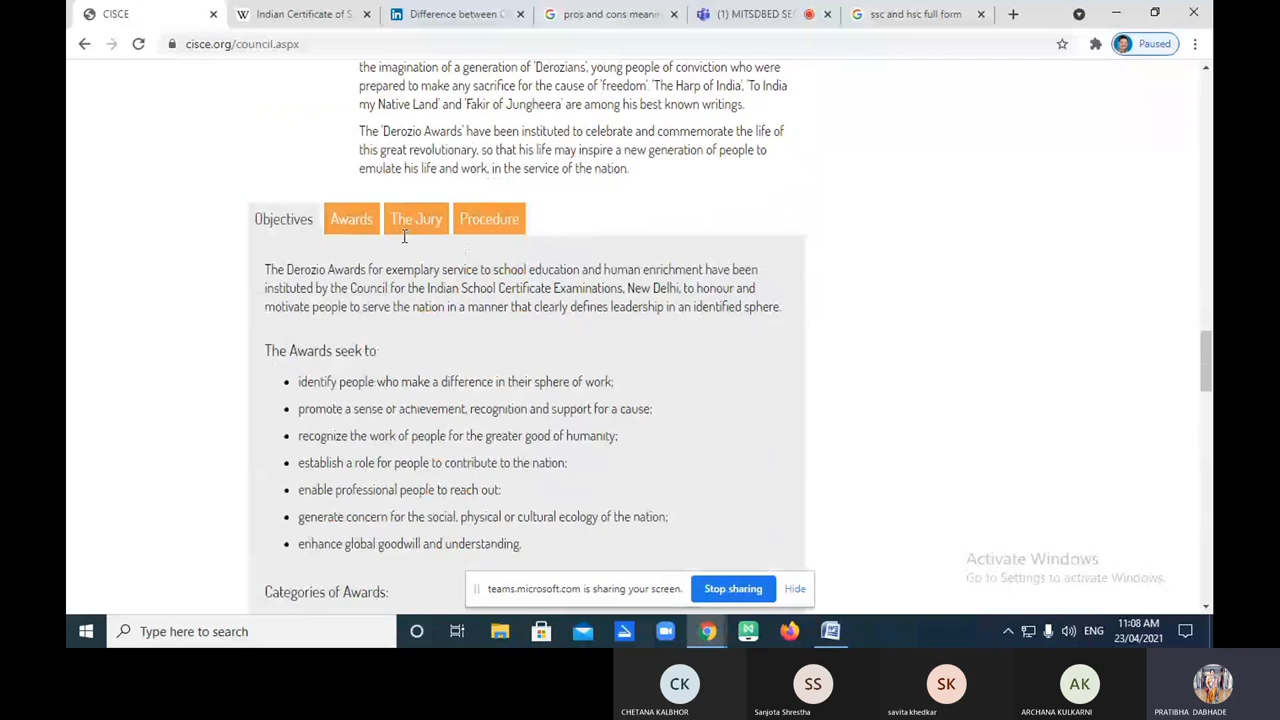 CISCE
Indian Certificate of S
Difference between C
pros and cons meani
(1) MITSDBED SE
ssc and hsc full form
cisce.org/council.aspx
Paused
the imagination of a generation of 'Derozians', young people of conviction who were
prepared to make any sacrifice for the cause of 'freedom'. 'The Harp of India', 'To India
my Native Land' and 'Fakir of Jungheera' are among his best known writings.
The 'Derozio Awards' have been instituted to celebrate and commemorate the life of
this great revolutionary, so that his life may inspire a new generation of people to
emulate his life and work, in the service of the nation.
Objectives Awards The Jury Procedure
The Derozio Awards for exemplary service to school education and human enrichment have been
instituted by the Council for the Indian School Certificate Examinations, New Delhi, to honour and
motivate people to serve the nation in a manner that clearly defines leadership in an identified sphere.
The Awards seek to:
identify people who make a difference in their sphere of work;
promote a sense of achievement, recognition and support for a cause;
recognize the work of people for the greater good of humanity;
establish a role for people to contribute to the nation;
enable professional people to reach out;
generate concern for the social, physical or cultural ecology of the nation;
enhance global goodwill and understanding.
Categories of Awards:
Activate Windows
Go to Settings to activate Windows.
teams.microsoft.com is sharing your screen. Stop sharing Hide
Type here to search
ENG
11:08 AM
23/04/2021
CK SS SK AK
CHETANA KALBHOR Sanjota Shrestha savita khedkar ARCHANA KULKARNI PRATIBHA DABHADE